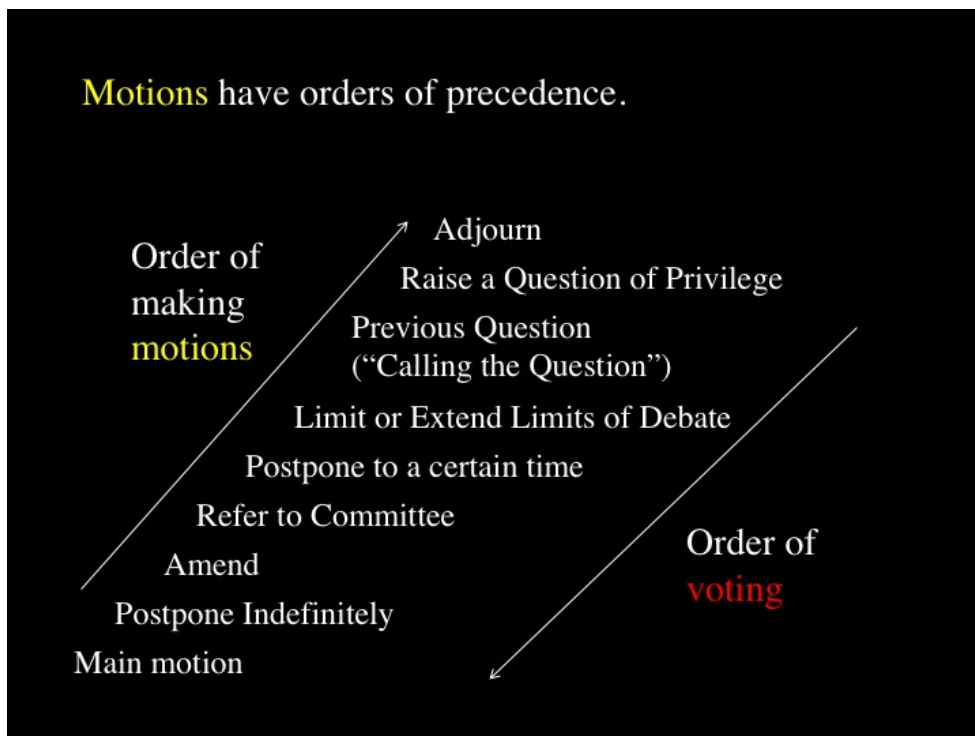 Motions have orders of precedence.
Order of
making
motions
Adjourn
Raise a Question of Privilege
Previous Question
(“Calling the Question”)
Limit or Extend Limits of Debate
Postpone to a certain time
Refer to Committee
Amend
Postpone Indefinitely
Main motion
Order of
voting